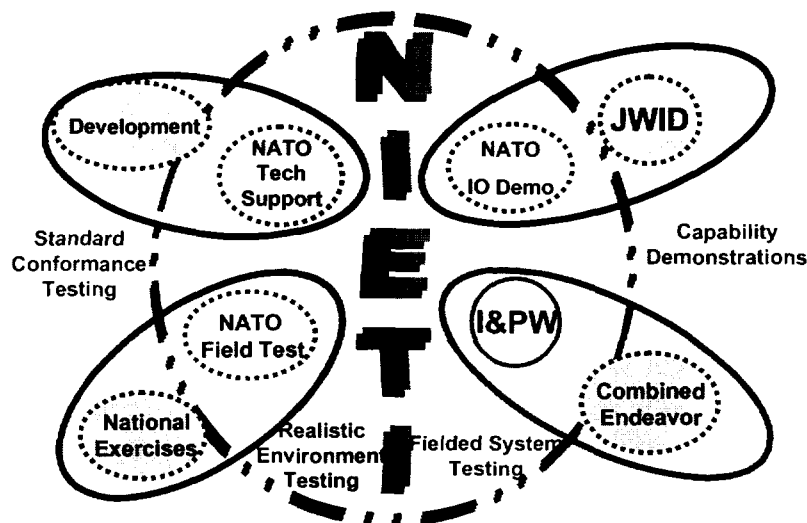 NIETI
Development
NATO
Tech
Support
NATO
IO Demo
JWID
Standard
Conformance
Testing
Capability
Demonstrations
NATO
Field Test
National
Exercises
I&PW
Combined
Endeavor
Realistic
Environment
Testing
Fielded System
Testing